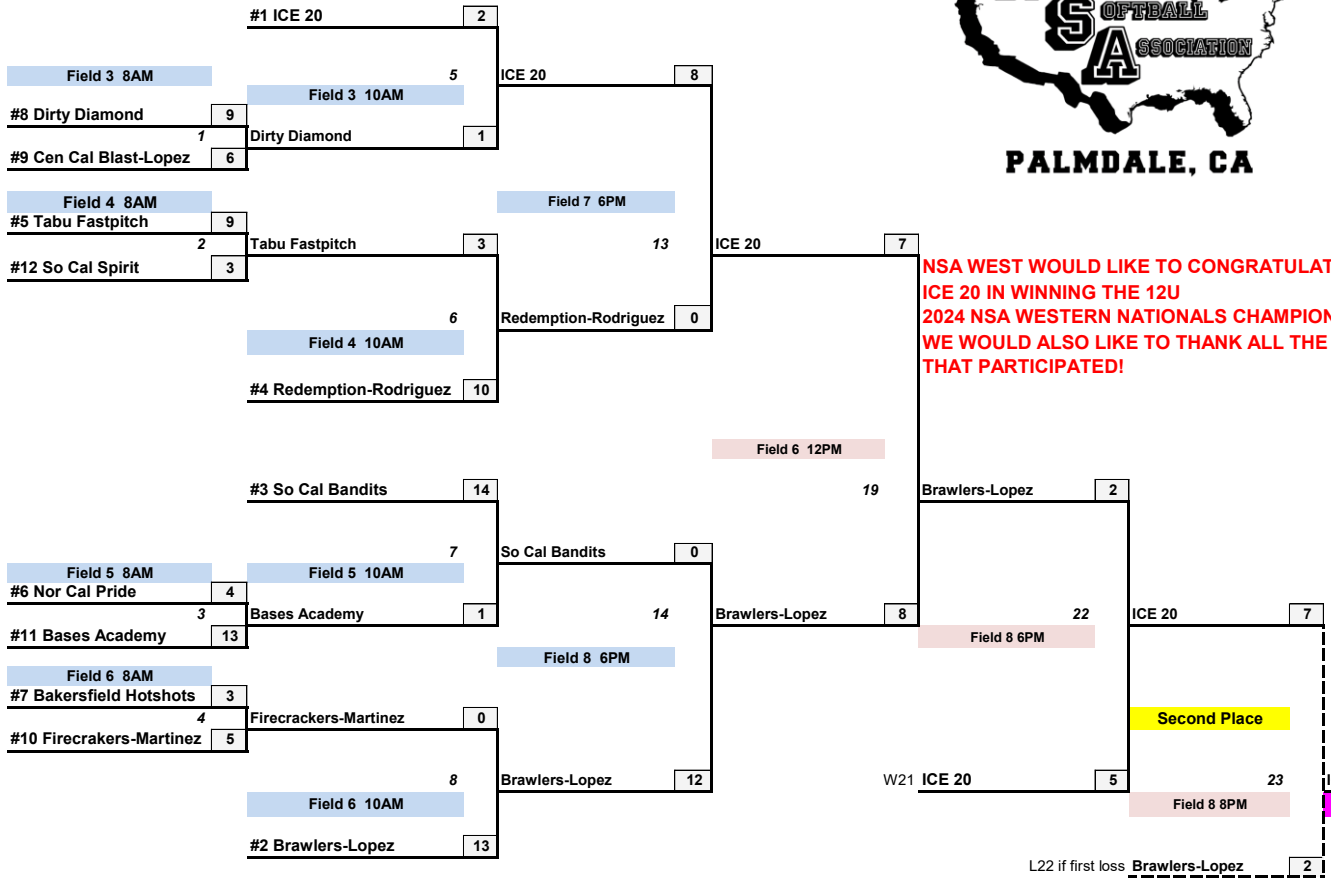 #1 ICE 20 2
OFTBALL
S
ASSOCIATION
PALMDALE, CA
Field 3 8AM
5
ICE 20 8
Field 3 10AM
#8 Dirty Diamond 9
1
Dirty Diamond 1
#9 Cen Cal Blast-Lopez 6
Field 4 8AM
Field 7 6PM
#5 Tabu Fastpitch 9
2
Tabu Fastpitch 3
13
ICE 20 7
#12 So Cal Spirit 3
NSA WEST WOULD LIKE TO CONGRATULAT
ICE 20 IN WINNING THE 12U
2024 NSA WESTERN NATIONALS CHAMPION
WE WOULD ALSO LIKE TO THANK ALL THE
THAT PARTICIPATED!
6
Redemption-Rodriguez 0
Field 4 10AM
#4 Redemption-Rodriguez 10
Field 6 12PM
#3 So Cal Bandits 14
19
Brawlers-Lopez 2
7
So Cal Bandits 0
Field 5 8AM
Field 5 10AM
#6 Nor Cal Pride 4
3
Bases Academy 1
14
Brawlers-Lopez 8
22
ICE 20 7
#11 Bases Academy 13
Field 8 6PM
Field 8 6PM
Field 6 8AM
#7 Bakersfield Hotshots 3
4
Firecrackers-Martinez 0
Second Place
#10 Firecrakers-Martinez 5
8
Brawlers-Lopez 12
W21 ICE 20 5
23
Field 6 10AM
Field 8 8PM
#2 Brawlers-Lopez 13
L22 if first loss Brawlers-Lopez 2